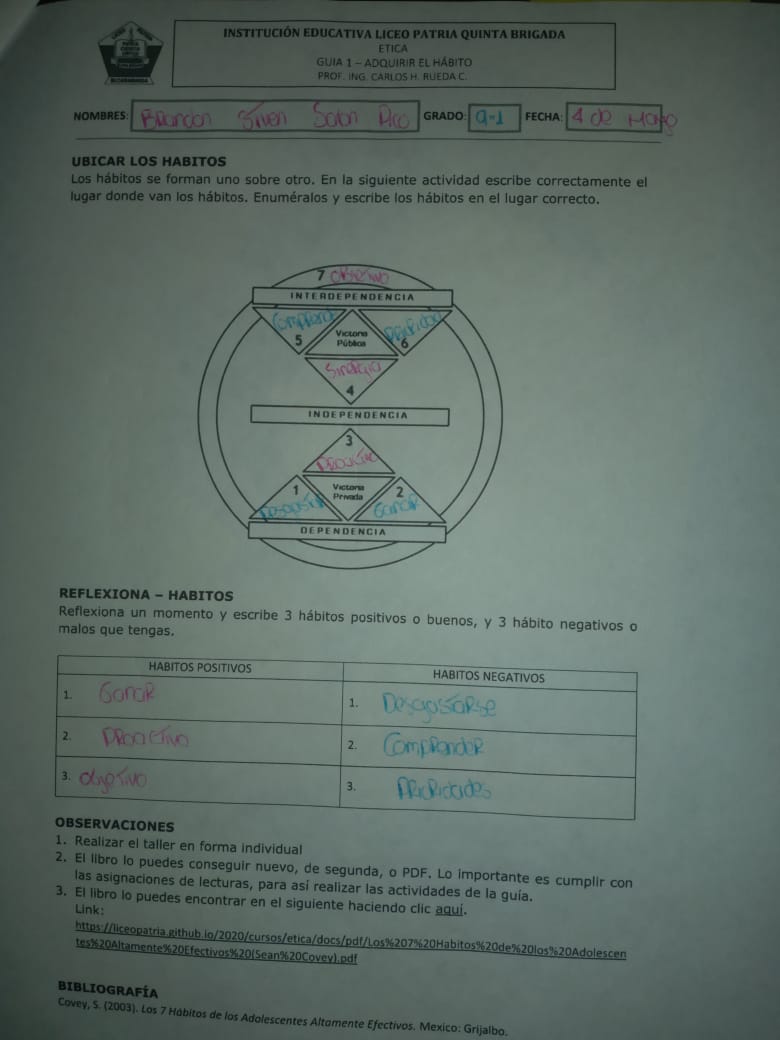 INSTITUCIÓN EDUCATIVA LICEO PATRIA QUINTA BRIGADA
ETICA
GUIA 1 – ADQUIRIR EL HÁBITO
PROF. ING. CARLOS H. RUEDA C.
NOMBRES: Brandon Stiven Pico GRADO: 9-1 FECHA: 4 de Marzo
UBICAR LOS HABITOS
Los hábitos se forman uno sobre otro. En la siguiente actividad escribe correctamente el
lugar donde van los hábitos. Enuméralos y escribe los hábitos en el lugar correcto.
7 objetivo
INTERDEPENDENCIA
Comprende
5
Victoria
Pública
6
Sinergia
4
INDEPENDENCIA
3
Proactivo
1
Victoria
Privada
2
Ganar
DEPENDENCIA
REFLEXIONA – HABITOS
Reflexiona un momento y escribe 3 hábitos positivos o buenos, y 3 hábito negativos o
malos que tengas.
HABITOS POSITIVOS HABITOS NEGATIVOS
1. Ganar 1. Desgastarse
2. Proactivo 2. Comprender
3. objetivo 3. Prioridades
OBSERVACIONES
1. Realizar el taller en forma individual
2. El libro lo puedes conseguir nuevo, de segunda, o PDF. Lo importante es cumplir con
las asignaciones de lecturas, para así realizar las actividades de la guía.
3. El libro lo puedes encontrar en el siguiente haciendo clic aquí.
Link:
https://liceopatria.github.io/2020/cursos/etica/docs/pdf/Los%207%20Habitos%20de%20los%20Adolescen
tes%20Altamente%20Efectivos%20(Sean%20Covey).pdf
BIBLIOGRAFÍA
Covey, S. (2003). Los 7 Hábitos de los Adolescentes Altamente Efectivos. Mexico: Grijalbo.